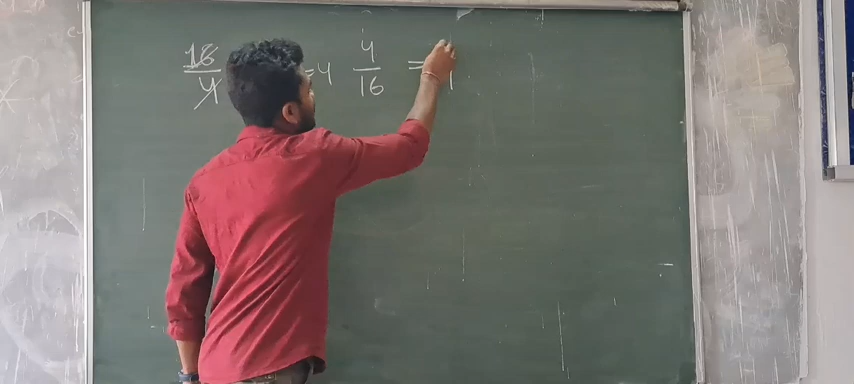 16/4 = 4 4/16 =